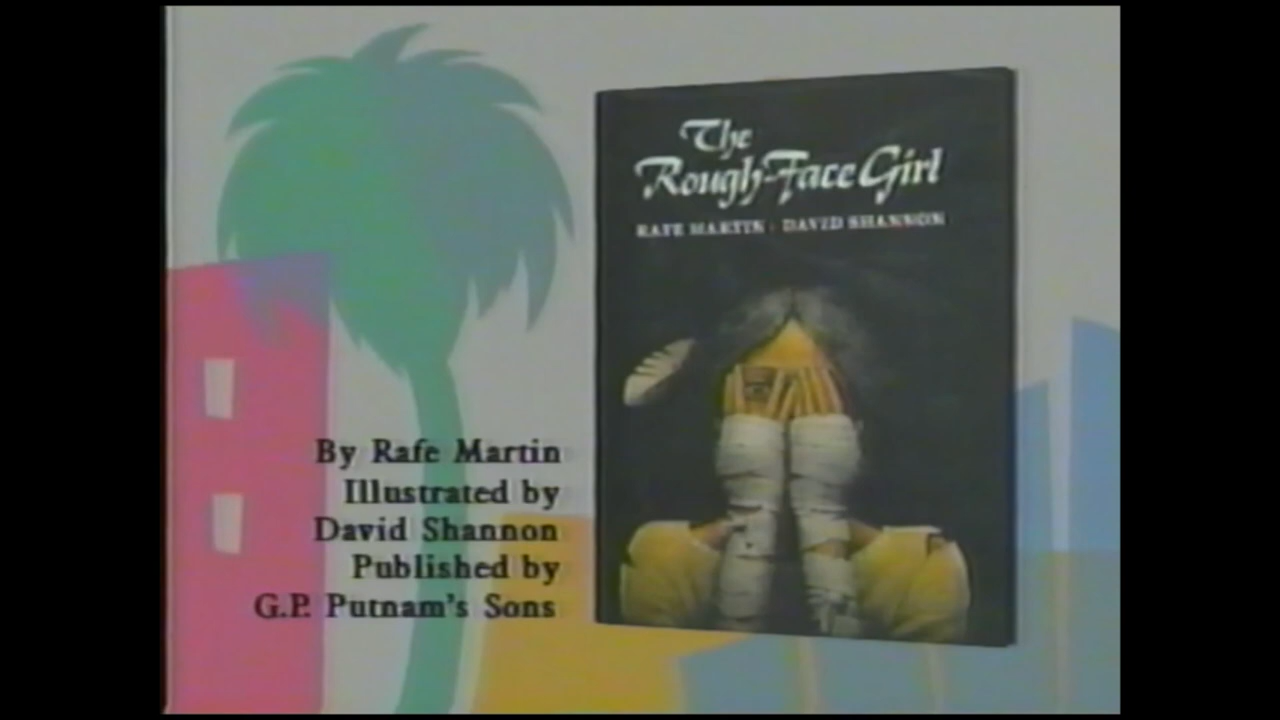 The
Rough-Face Girl
RAFE MARTIN · DAVID SHANNON
By Rafe Martin
Illustrated by
David Shannon
Published by
G.P. Putnam's Sons